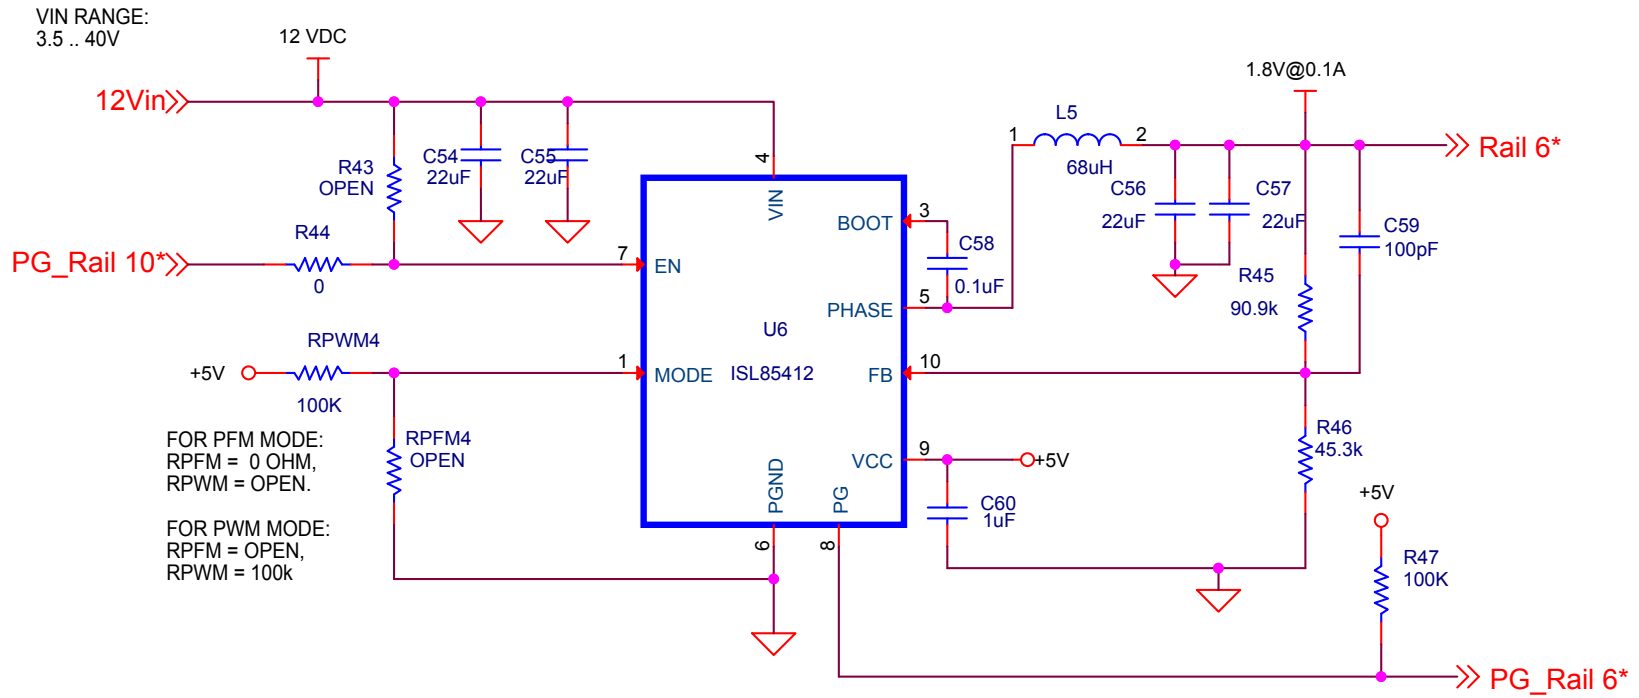 VIN RANGE:
3.5 .. 40V
12 VDC
12Vin
R43
OPEN
C54
22uF
C55
22uF
4
VIN
PG_Rail 10*
R44
0
7
EN
+5V
RPWM4
100K
1
MODE
RPFM4
OPEN
FOR PFM MODE:
RPFM = 0 OHM,
RPWM = OPEN.
FOR PWM MODE:
RPFM = OPEN,
RPWM = 100k
U6
ISL85412
BOOT
3
C58
0.1uF
PHASE
5
FB
10
VCC
9
+5V
C60
1uF
PGND
6
PG
8
1
L5
2
68uH
1.8V@0.1A
Rail 6*
C56
22uF
C57
22uF
C59
100pF
R45
90.9k
R46
45.3k
+5V
R47
100K
PG_Rail 6*